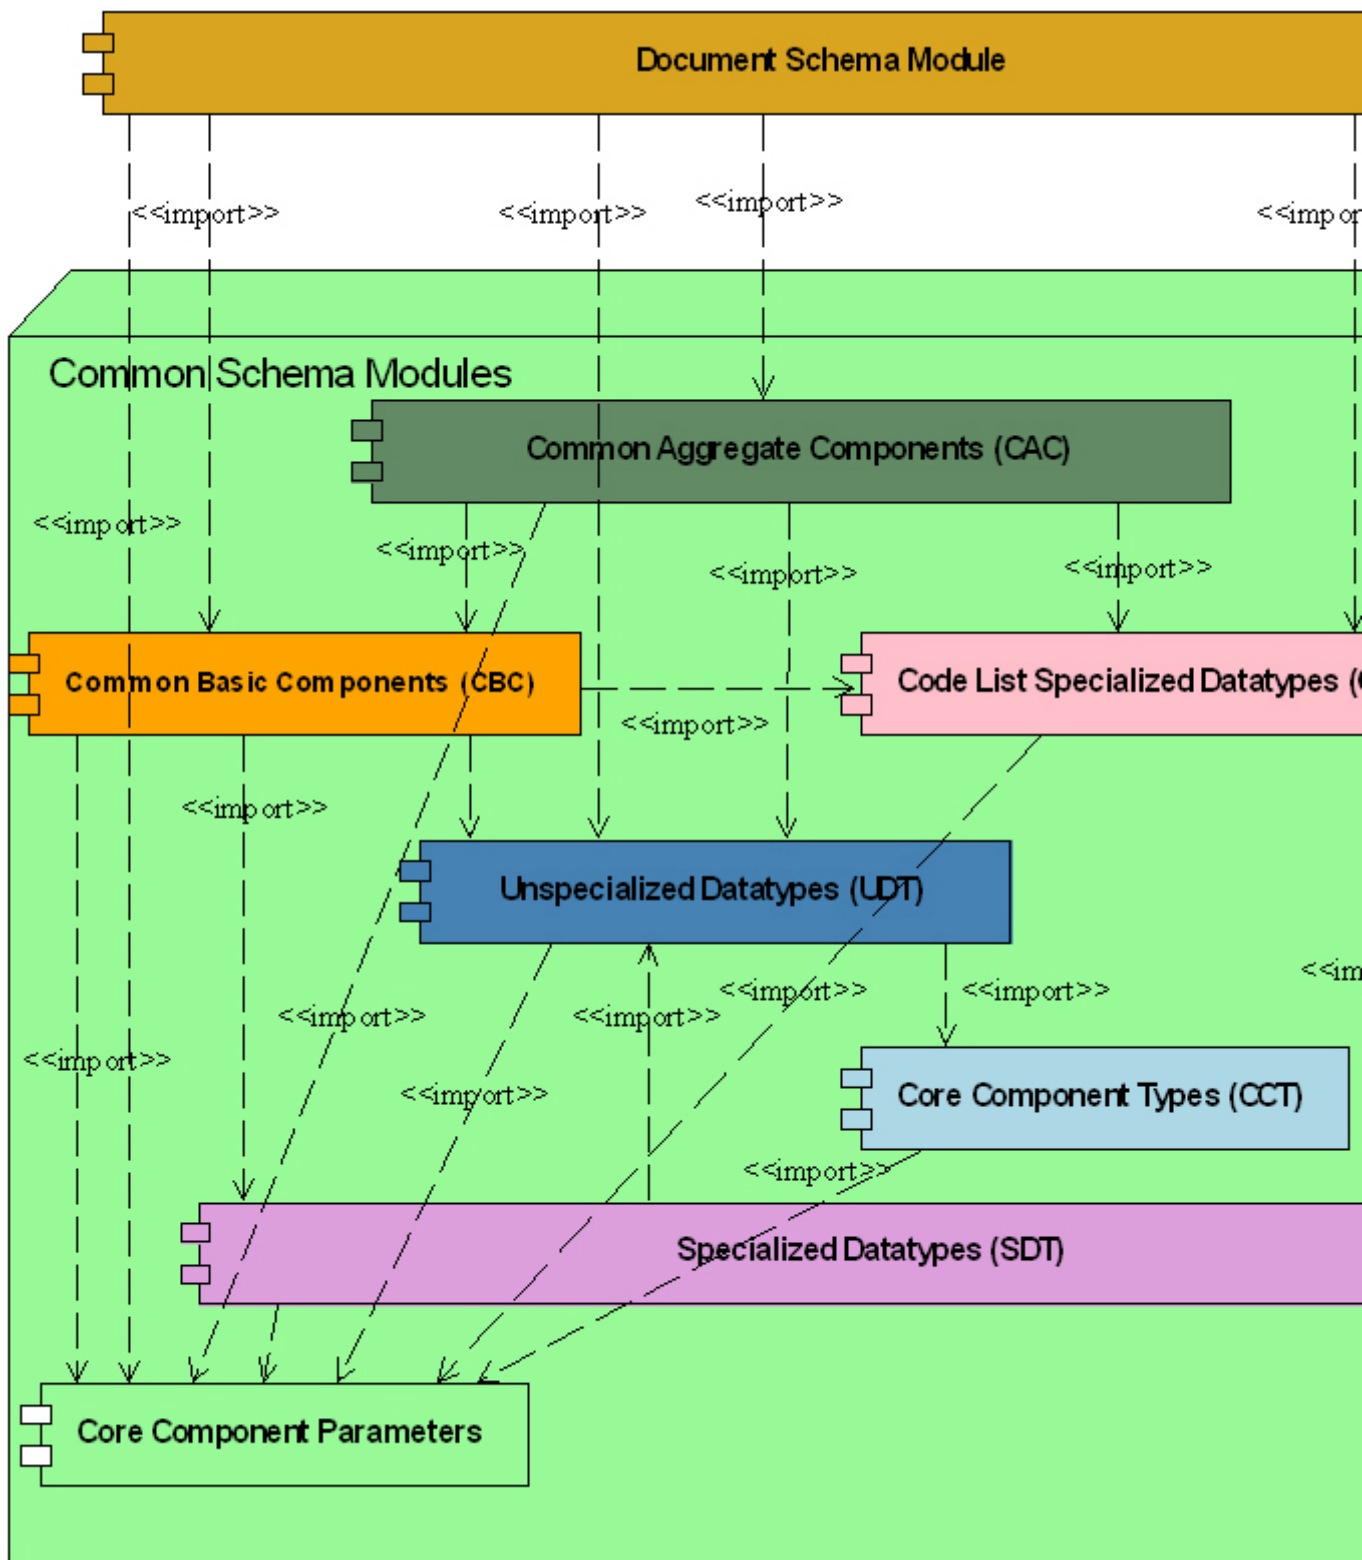 Document Schema Module
<<import>>
<<import>>
<<import>>
<<impor
Common Schema Modules
Common Aggregate Components (CAC)
<<import>>
<<import>>
<<import>>
<<import>>
Common Basic Components (CBC)
Code List Specialized Datatypes (
<<import>>
<<import>>
Unspecialized Datatypes (UDT)
<<im
<<import>>
<<import>>
<<import>>
<<import>>
<<import>>
<<import>>
Core Component Types (CCT)
<<import>>
Specialized Datatypes (SDT)
Core Component Parameters